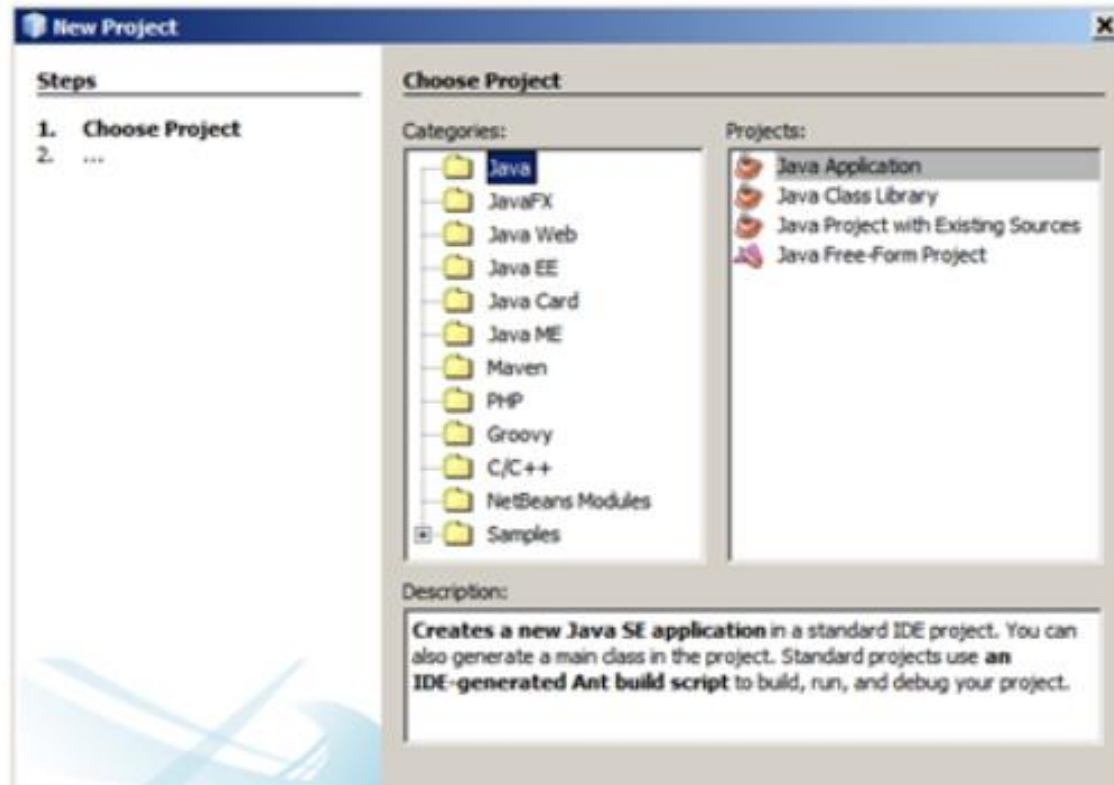 New Project
Steps
1. Choose Project
2. ...
Choose Project
Categories:
Java
JavaFX
Java Web
Java EE
Java Card
Java ME
Maven
PHP
Groovy
C/C++
NetBeans Modules
Samples
Projects:
Java Application
Java Class Library
Java Project with Existing Sources
Java Free-Form Project
Description:
Creates a new Java SE application in a standard IDE project. You can
also generate a main class in the project. Standard projects use an
IDE-generated Ant build script to build, run, and debug your project.